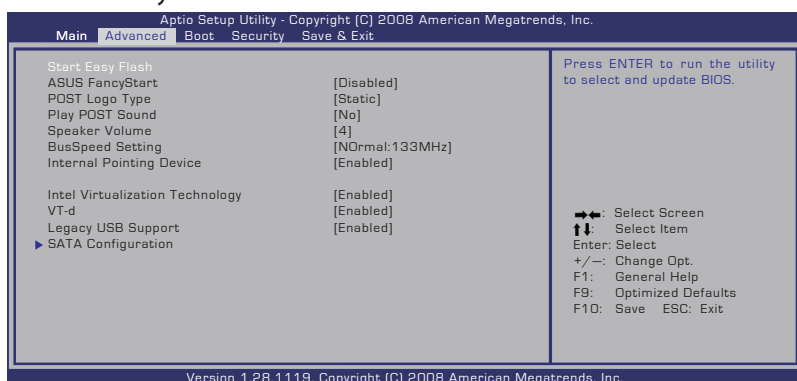 Aptio Setup Utility - Copyright (C) 2008 American Megatrends, Inc.
Main Advanced Boot Security Save & Exit
Start Easy Flash
ASUS FancyStart [Disabled]
POST Logo Type [Static]
Play POST Sound [No]
Speaker Volume [4]
BusSpeed Setting [NOrmal:133MHz]
Internal Pointing Device [Enabled]
Intel Virtualization Technology [Enabled]
VT-d [Enabled]
Legacy USB Support [Enabled]
SATA Configuration
Press ENTER to run the utility
to select and update BIOS.
→←: Select Screen
↑↓: Select Item
Enter: Select
+/—: Change Opt.
F1: General Help
F9: Optimized Defaults
F10: Save ESC: Exit
Version 1.28.1119. Copyright (C) 2008 American Megatrends, Inc.